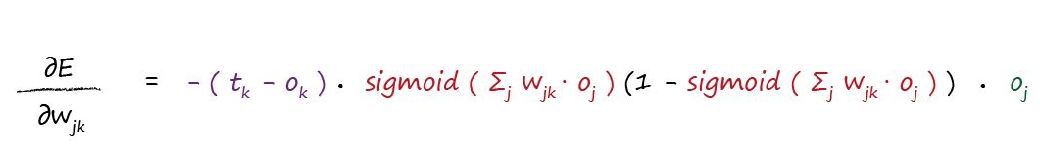 ∂E/∂w_jk = - ( t_k - o_k ) · sigmoid ( Σ_j w_jk · o_j ) (1 - sigmoid ( Σ_j w_jk · o_j ) ) · o_j